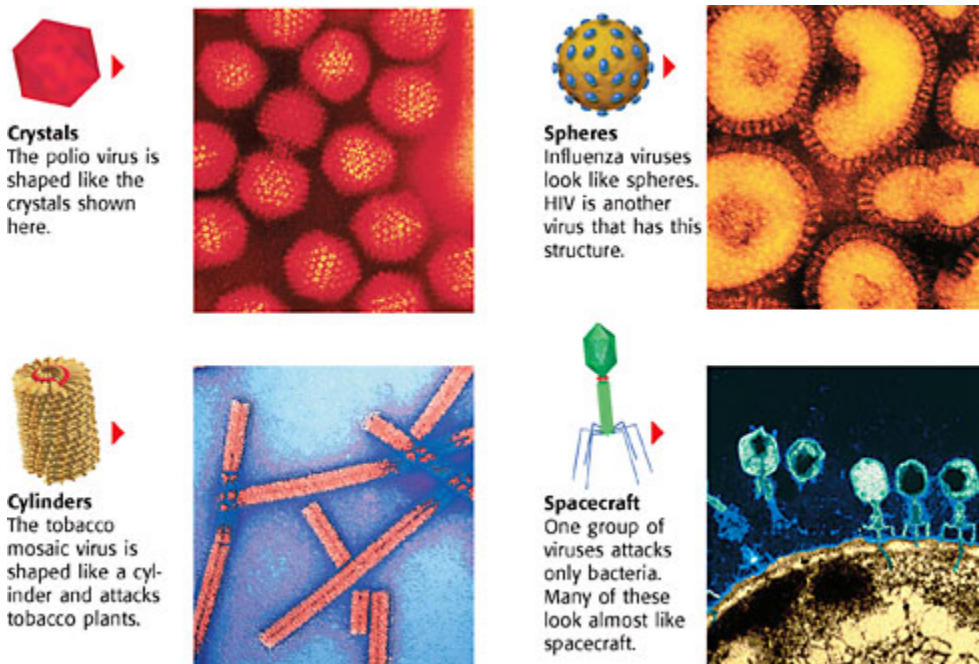 Crystals
The polio virus is
shaped like the
crystals shown
here.
Spheres
Influenza viruses
look like spheres.
HIV is another
virus that has this
structure.
Cylinders
The tobacco
mosaic virus is
shaped like a cyl-
inder and attacks
tobacco plants.
Spacecraft
One group of
viruses attacks
only bacteria.
Many of these
look almost like
spacecraft.